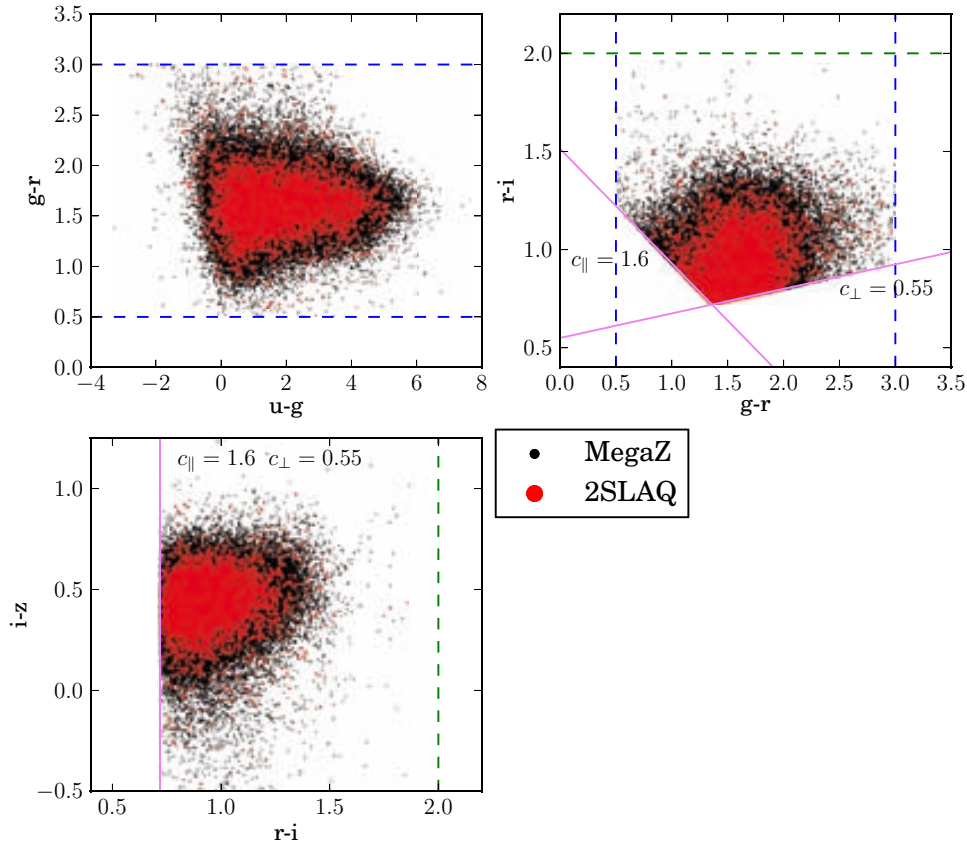 3.5
3.0
2.5
2.0
1.5
1.0
0.5
0.0
g-r
−4 −2 0 2 4 6 8
u-g
2.0
1.5
1.0
0.5
r-i
c∥ = 1.6
c⊥ = 0.55
0.0 0.5 1.0 1.5 2.0 2.5 3.0 3.5
g-r
c∥ = 1.6 c⊥ = 0.55
1.0
0.5
0.0
−0.5
i-z
0.5 1.0 1.5 2.0
r-i
MegaZ
2SLAQ